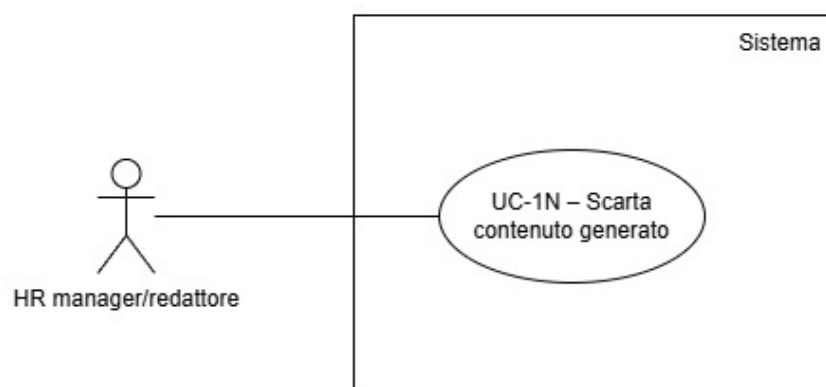 Sistema
UC-1N – Scarta
contenuto generato
HR manager/redattore